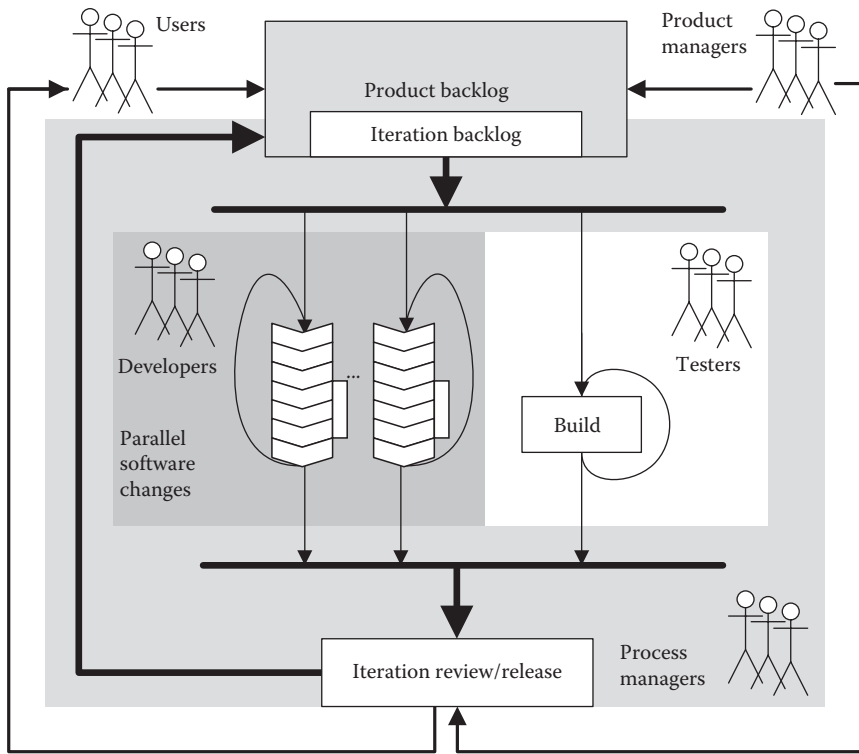 Users
Product
managers
Product backlog
Iteration backlog
Developers
...
Testers
Parallel
software
changes
Build
Iteration review/release
Process
managers